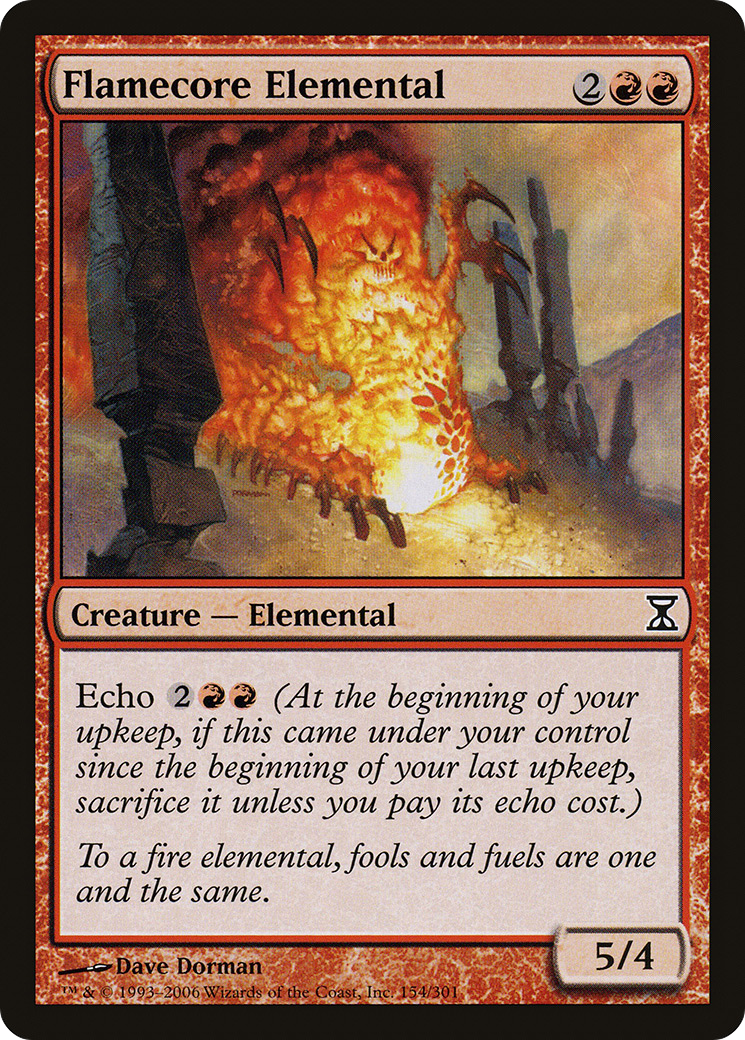 Flamecore Elemental 2
Creature — Elemental
Echo 2 (At the beginning of your
upkeep, if this came under your control
since the beginning of your last upkeep,
sacrifice it unless you pay its echo cost.)
To a fire elemental, fools and fuels are one
and the same.
5/4
Dave Dorman
™ & © 1993–2006 Wizards of the Coast, Inc. 154/301